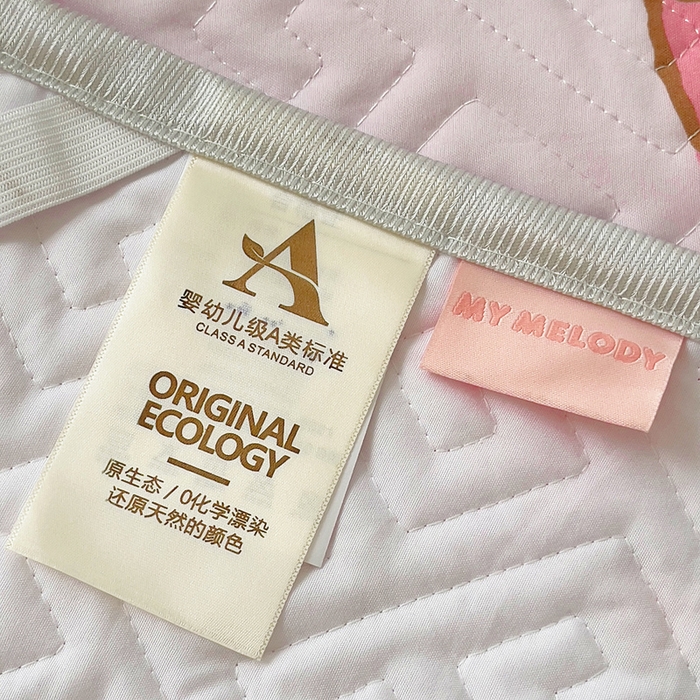 婴幼儿级A类标准
CLASS A STANDARD
ORIGINAL
ECOLOGY
原生态 / 0化学漂染
还原天然的颜色
MY MELODY